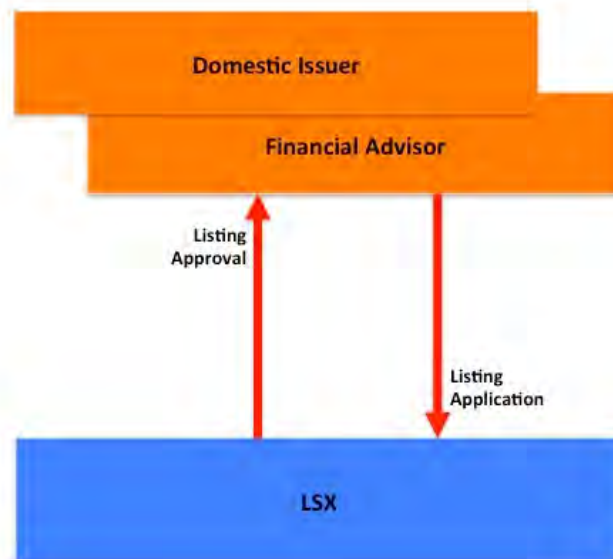 Domestic Issuer
Financial Advisor
Listing
Approval
Listing
Application
LSX